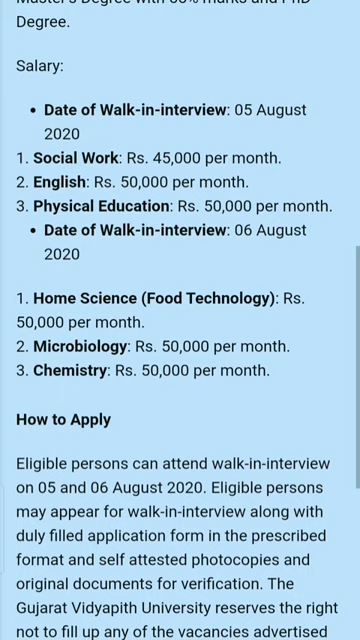 Degree.
Salary:
• Date of Walk-in-interview: 05 August
2020
1. Social Work: Rs. 45,000 per month.
2. English: Rs. 50,000 per month.
3. Physical Education: Rs. 50,000 per month.
• Date of Walk-in-interview: 06 August
2020
1. Home Science (Food Technology): Rs.
50,000 per month.
2. Microbiology: Rs. 50,000 per month.
3. Chemistry: Rs. 50,000 per month.
How to Apply
Eligible persons can attend walk-in-interview
on 05 and 06 August 2020. Eligible persons
may appear for walk-in-interview along with
duly filled application form in the prescribed
format and self attested photocopies and
original documents for verification. The
Gujarat Vidyapith University reserves the right
not to fill up any of the vacancies advertised